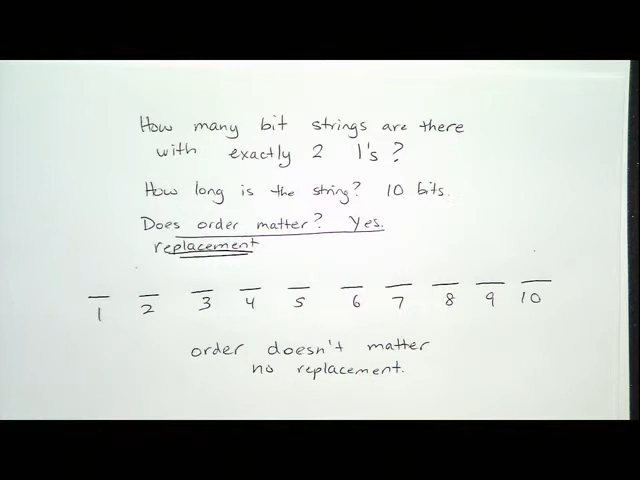 How many bit strings are there
with exactly 2 1's?
How long is the string? 10 bits.
Does order matter? Yes.
replacement
1 2 3 4 5 6 7 8 9 10
order doesn't matter
no replacement.